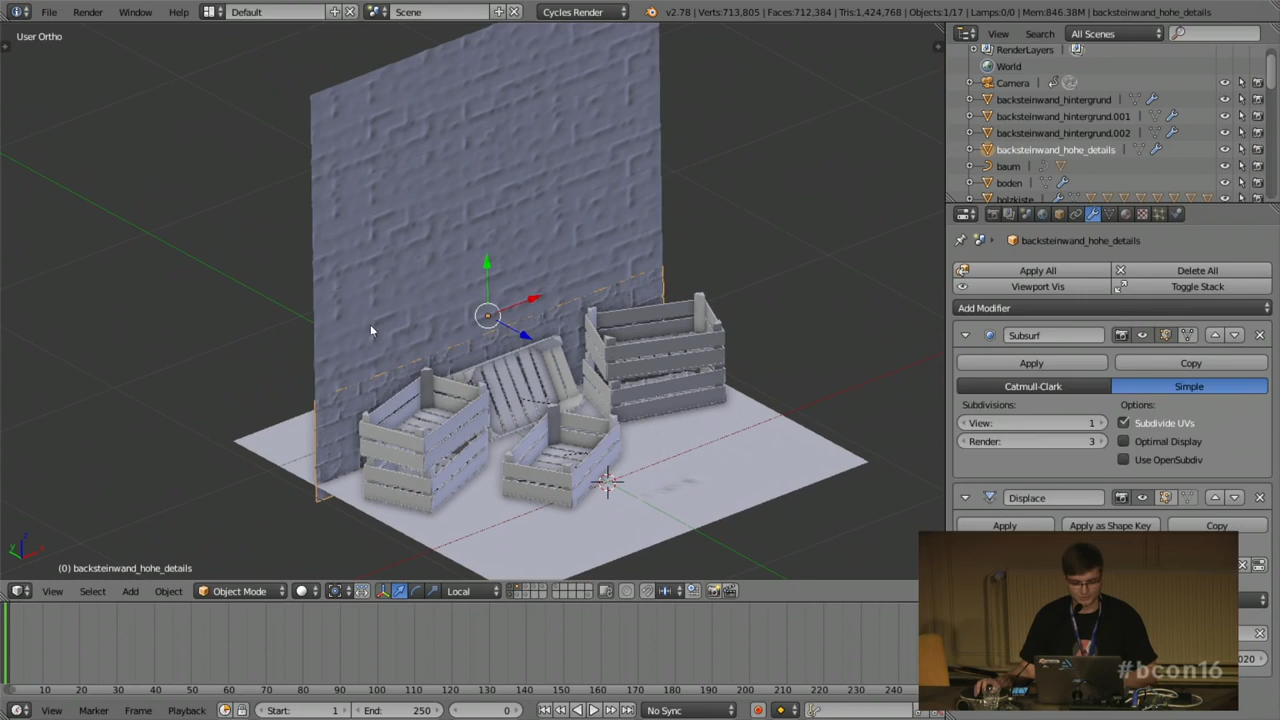 File Render Window Help Default Scene Cycles Render v2.78 | Verts:713,805 | Faces:712,384 | Tris:1,424,768 | Objects:1/17 | Lamps:0/0 | Mem:846.38M | backsteinwand_hohe_details
User Ortho
View Search All Scenes
RenderLayers
World
Camera
backsteinwand_hintergrund
backsteinwand_hintergrund.001
backsteinwand_hintergrund.002
backsteinwand_hohe_details
baum
boden
holzkiste
backsteinwand_hohe_details
Apply All Delete All
Viewport Vis Toggle Stack
Add Modifier
Subsurf
Apply Copy
Catmull-Clark Simple
Subdivisions: Options:
View: 1 Subdivide UVs
Render: 3 Optimal Display
Use OpenSubdiv
Displace
Apply Apply as Shape Key Copy
020
#bcon16
(0) backsteinwand_hohe_details
View Select Add Object Object Mode Local
10 20 30 40 50 60 70 80 90 100 110 120 130 140 150 160 170 180 190 200 210 220 230 240
View Marker Frame Playback Start: 1 End: 250 0 No Sync